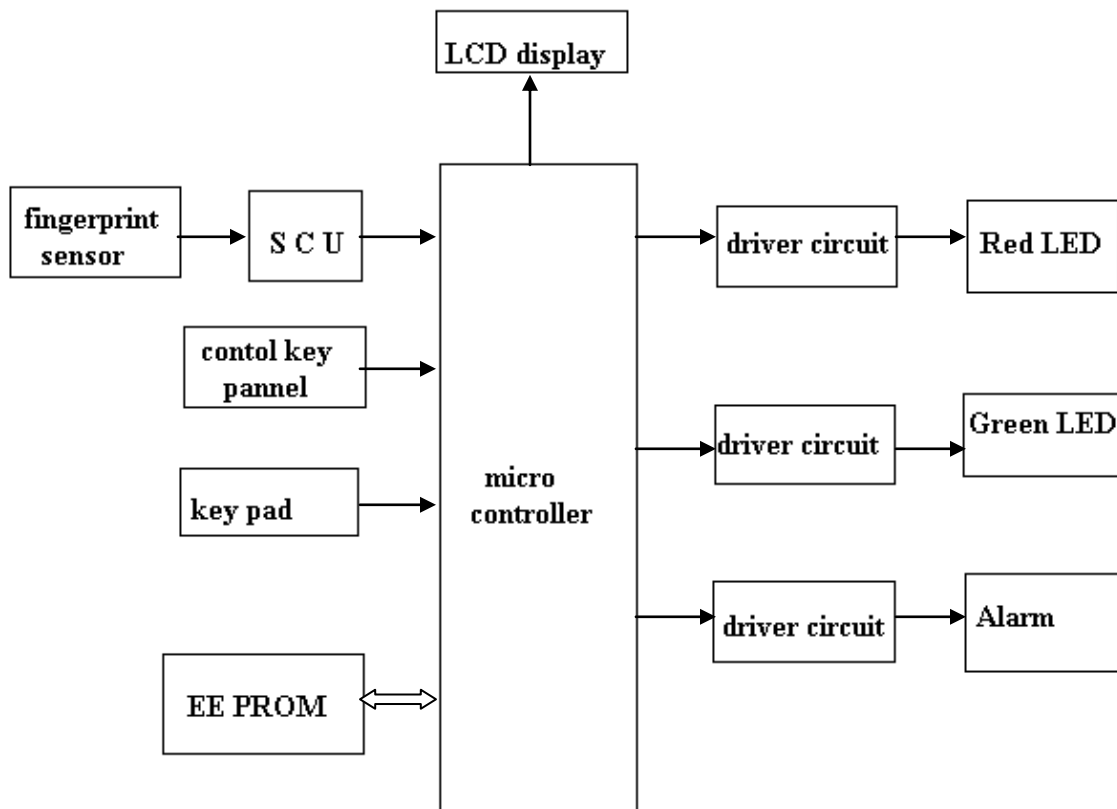 LCD display
fingerprint
sensor
S C U
driver circuit
Red LED
contol key
pannel
driver circuit
Green LED
key pad
micro
controller
driver circuit
Alarm
EE PROM